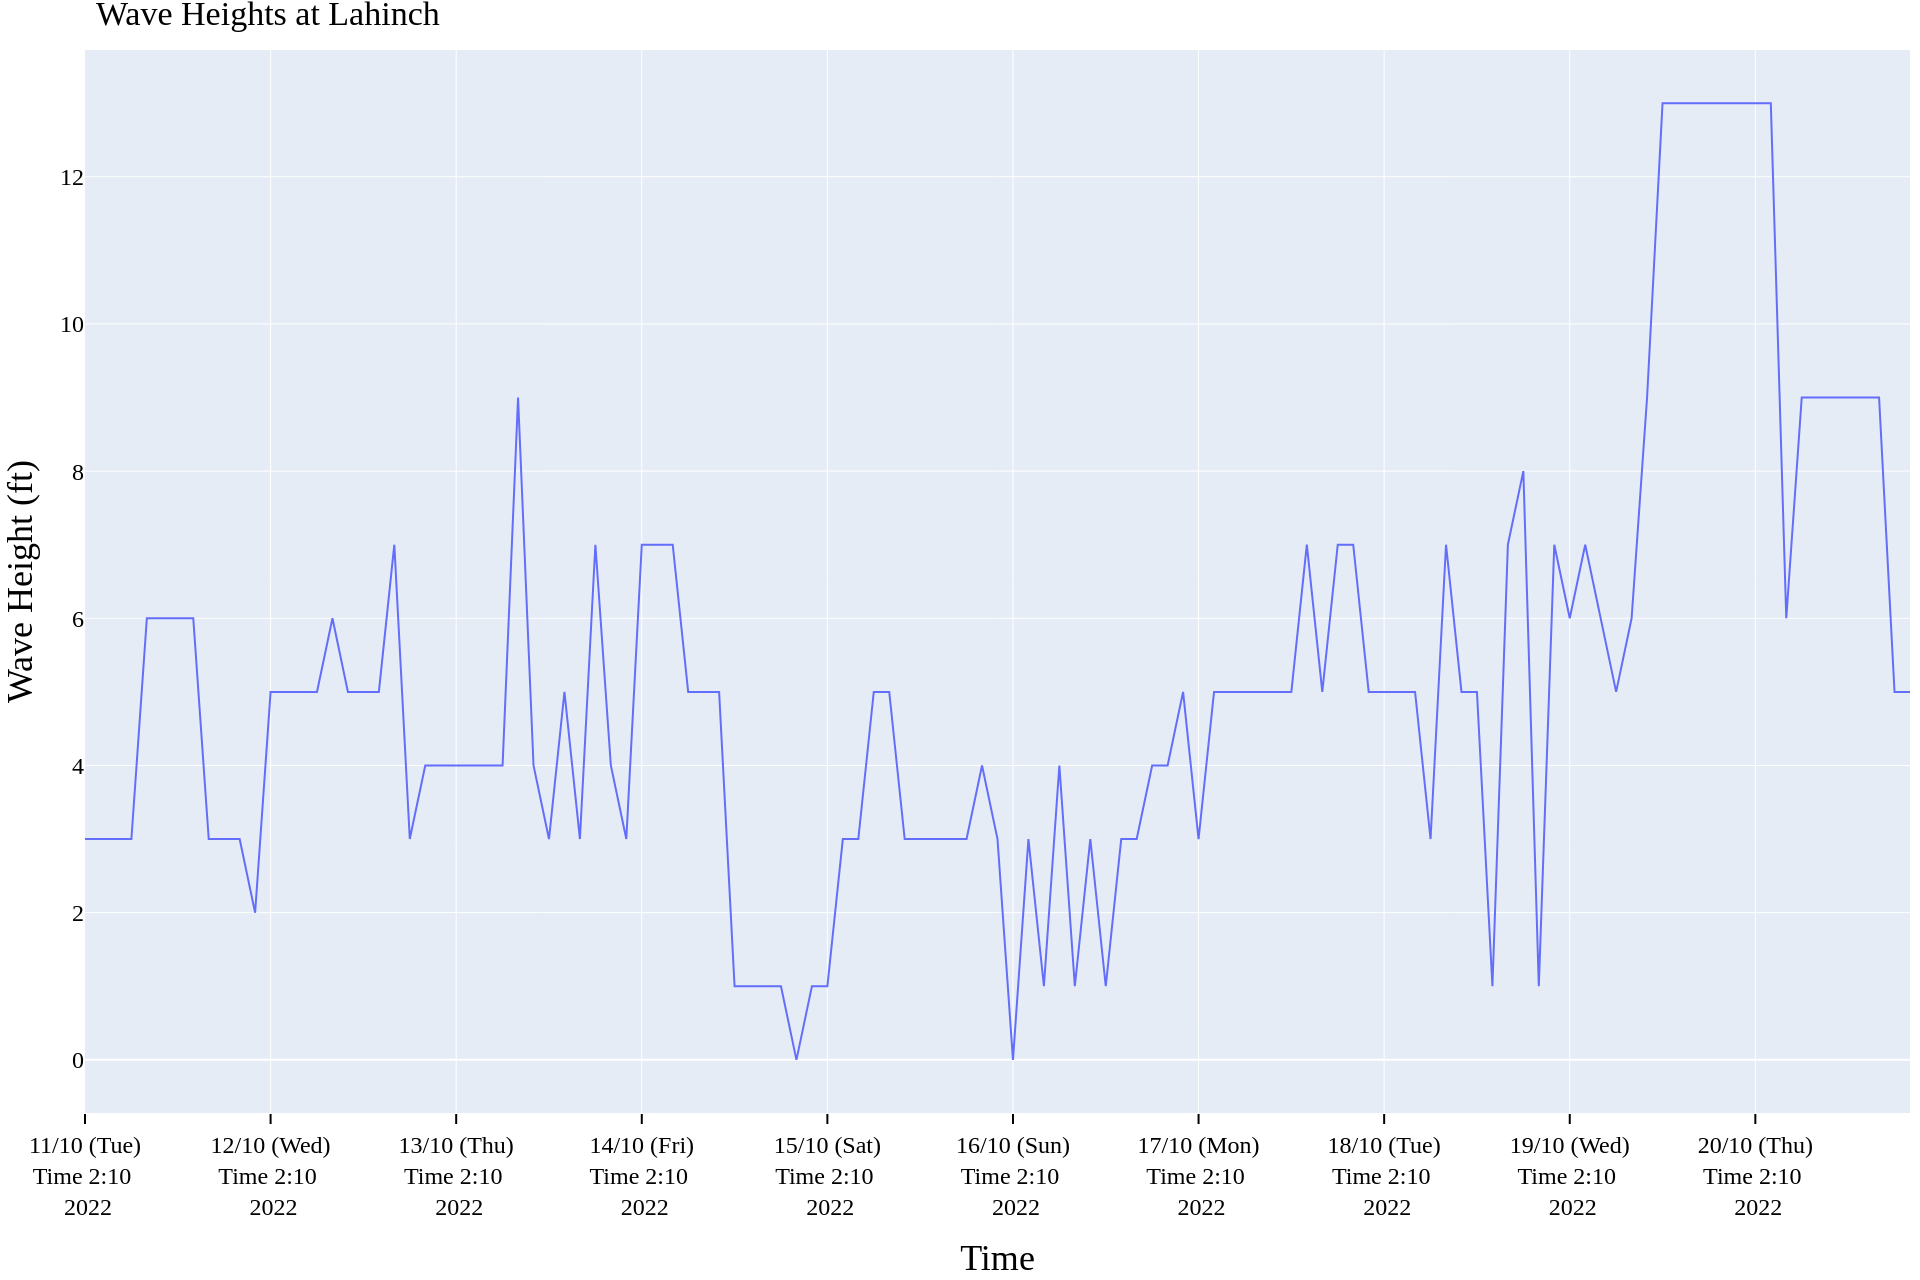 Wave Heights at Lahinch
Wave Height (ft)
12
10
8
6
4
2
0
11/10 (Tue) 12/10 (Wed) 13/10 (Thu) 14/10 (Fri) 15/10 (Sat) 16/10 (Sun) 17/10 (Mon) 18/10 (Tue) 19/10 (Wed) 20/10 (Thu)
Time 2:10 Time 2:10 Time 2:10 Time 2:10 Time 2:10 Time 2:10 Time 2:10 Time 2:10 Time 2:10 Time 2:10
2022 2022 2022 2022 2022 2022 2022 2022 2022 2022
Time